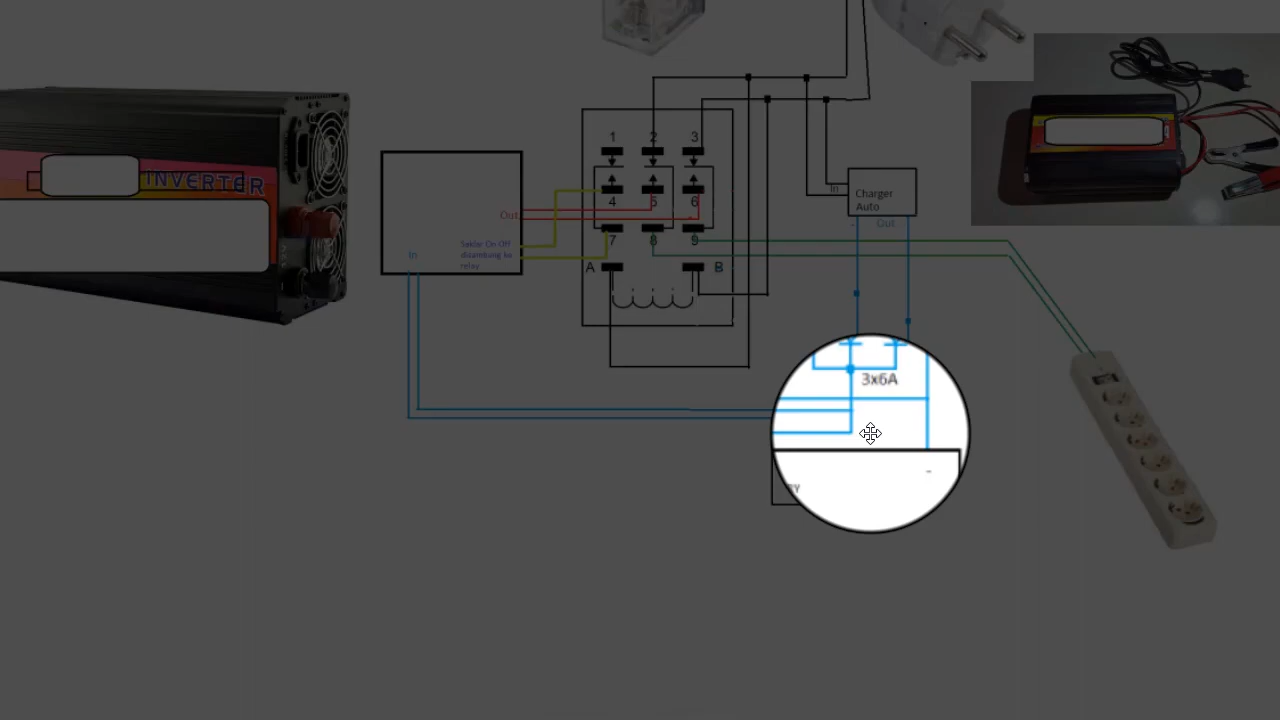 INVERTER
1 2 3
4 5 6
7 8 9
A B
Out
In
Saklar On Off
disambung ke
relay
In
Charger
Auto
- Out
3x6A
-